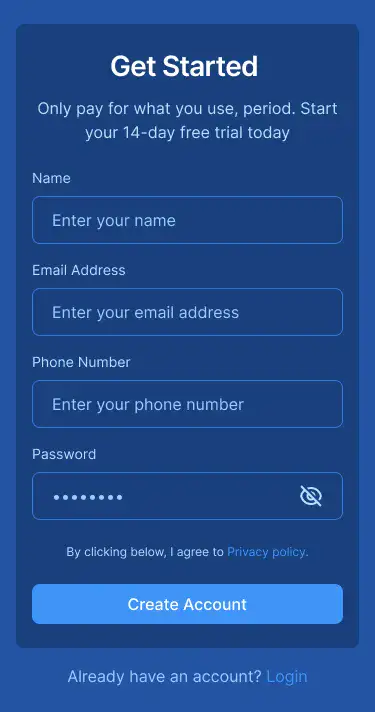 Get Started
Only pay for what you use, period. Start
your 14-day free trial today
Name
Enter your name
Email Address
Enter your email address
Phone Number
Enter your phone number
Password
••••••••
By clicking below, I agree to Privacy policy.
Create Account
Already have an account? Login